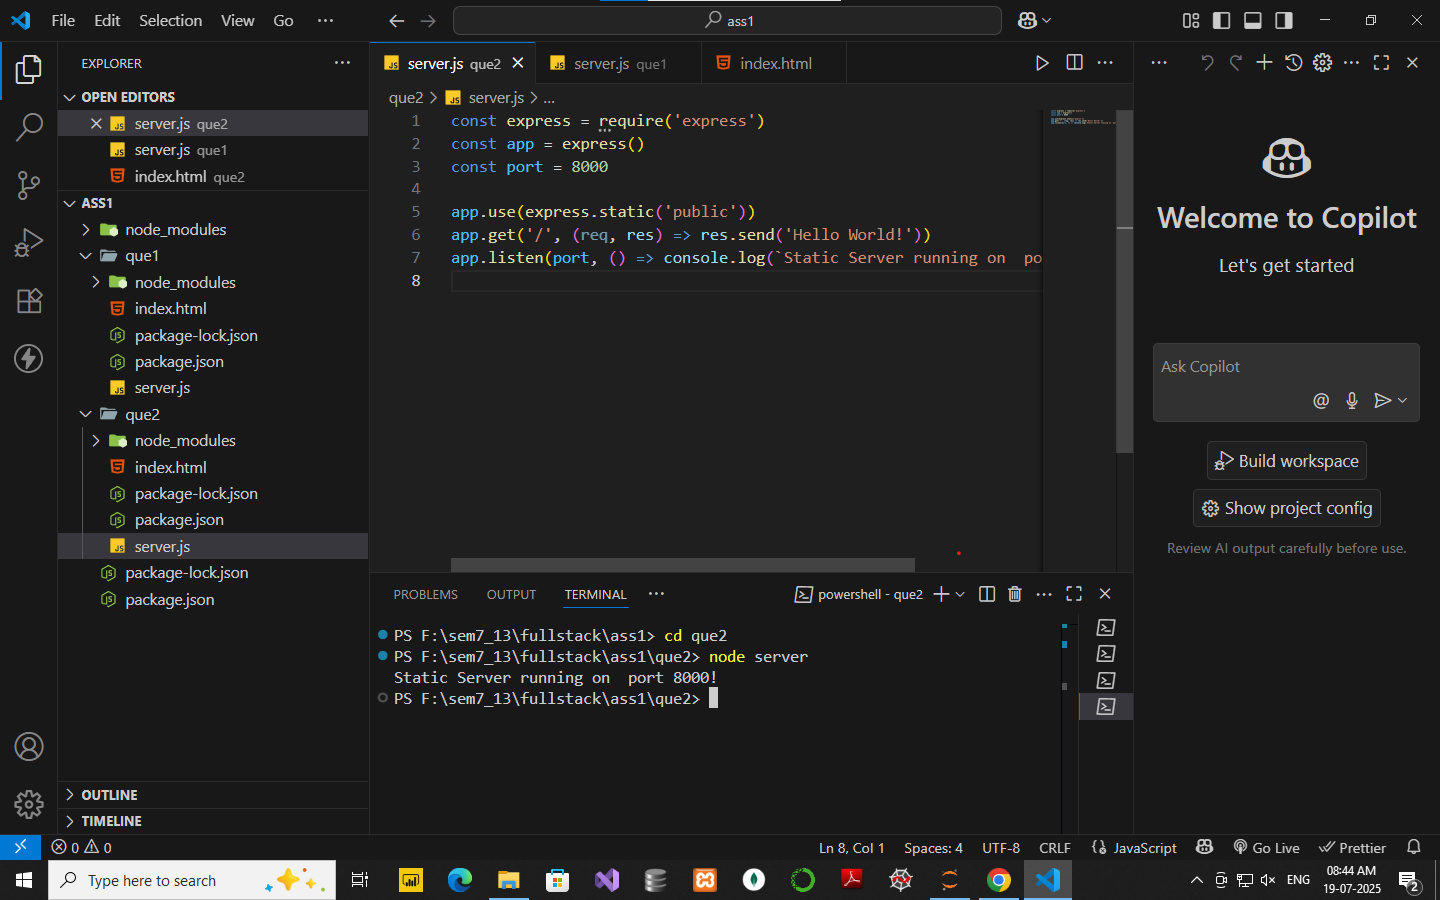 File Edit Selection View Go ··· ass1
EXPLORER ···
OPEN EDITORS
server.js que2
server.js que1
index.html que2
ASS1
node_modules
que1
node_modules
index.html
package-lock.json
package.json
server.js
que2
node_modules
index.html
package-lock.json
package.json
server.js
package-lock.json
package.json
OUTLINE
TIMELINE
server.js que2 server.js que1 index.html
que2 > server.js > ...
1 const express = require('express')
2 const app = express()
3 const port = 8000
4
5 app.use(express.static('public'))
6 app.get('/', (req, res) => res.send('Hello World!'))
7 app.listen(port, () => console.log(`Static Server running on  po
8
PROBLEMS OUTPUT TERMINAL ··· powershell - que2
PS F:\sem7_13\fullstack\ass1> cd que2
PS F:\sem7_13\fullstack\ass1\que2> node server
Static Server running on  port 8000!
PS F:\sem7_13\fullstack\ass1\que2>
Welcome to Copilot
Let's get started
Ask Copilot
Build workspace
Show project config
Review AI output carefully before use.
0 0 Ln 8, Col 1 Spaces: 4 UTF-8 CRLF JavaScript Go Live Prettier
Type here to search
ENG
08:44 AM
19-07-2025
2